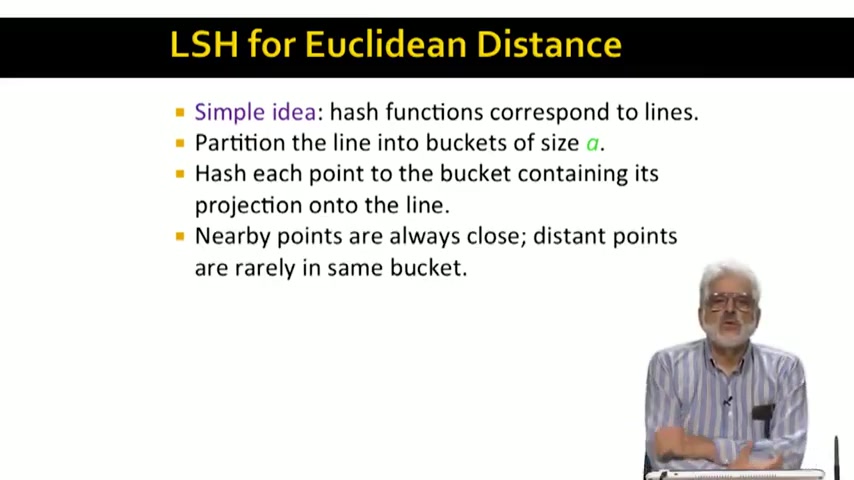 LSH for Euclidean Distance
Simple idea: hash functions correspond to lines.
Partition the line into buckets of size a.
Hash each point to the bucket containing its
projection onto the line.
Nearby points are always close; distant points
are rarely in same bucket.